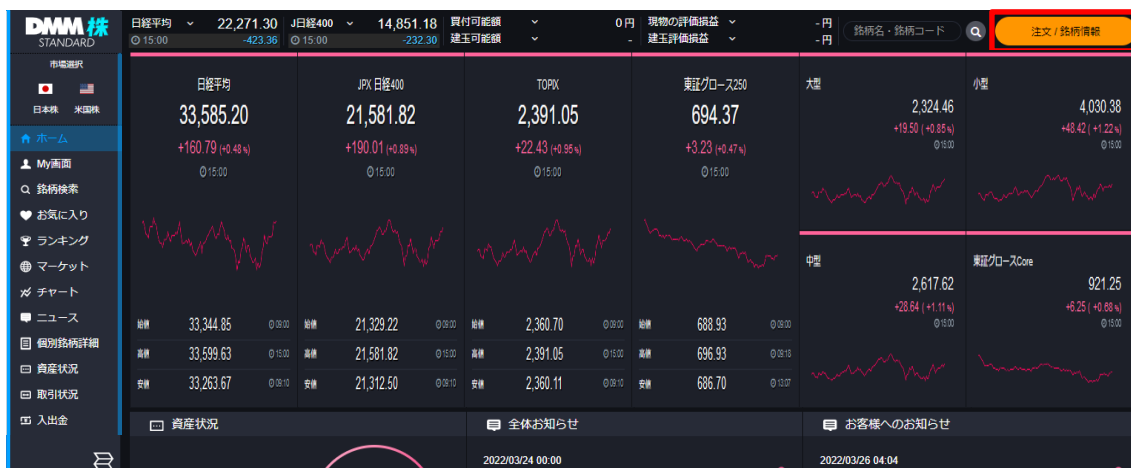 DMM 株
STANDARD
日経平均 22,271.30 J日経400 14,851.18 買付可能額 0円 現物の評価損益 -円
15:00 -423.36 15:00 -232.30 建玉可能額 - 建玉評価損益 -円
銘柄名・銘柄コード
注文 / 銘柄情報
市場選択
日本株 米国株
ホーム
My画面
銘柄検索
お気に入り
ランキング
マーケット
チャート
ニュース
個別銘柄詳細
資産状況
取引状況
入出金
日経平均
33,585.20
+160.79 (+0.48 %)
15:00
始値 33,344.85 09:00
高値 33,599.63 15:00
安値 33,263.67 09:10
JPX 日経400
21,581.82
+190.01 (+0.89 %)
15:00
始値 21,329.22 09:00
高値 21,581.82 15:00
安値 21,312.50 09:10
TOPIX
2,391.05
+22.43 (+0.95 %)
15:00
始値 2,360.70 09:00
高値 2,391.05 15:00
安値 2,360.11 09:10
東証グロース250
694.37
+3.23 (+0.47 %)
15:00
始値 688.93 09:00
高値 696.93 09:18
安値 686.70 13:07
大型
2,324.46
+19.50 ( +0.85 %)
15:00
小型
4,030.38
+48.42 ( +1.22 %)
15:00
中型
2,617.62
+28.64 ( +1.11 %)
15:00
東証グロースCore
921.25
+6.25 ( +0.68 %)
15:00
資産状況
全体お知らせ
2022/03/24 00:00
お客様へのお知らせ
2022/03/26 04:04